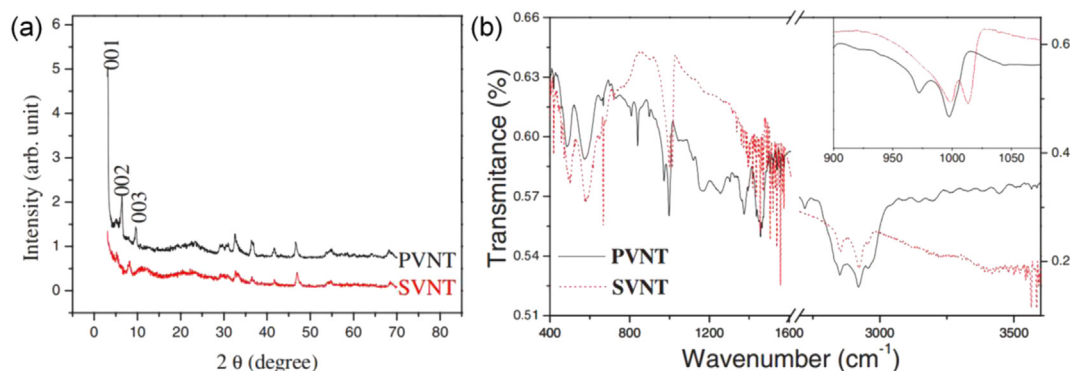 (a)
6
5
4
3
2
1
0
Intensity (arb. unit)
001
002
003
PVNT
SVNT
0 10 20 30 40 50 60 70 80
2 θ (degree)
(b)
0.66
0.63
0.60
0.57
0.54
0.51
Transmitance (%)
PVNT
SVNT
400 800 1200 1600 3000 3500
Wavenumber (cm⁻¹)
900 950 1000 1050
0.6
0.4
0.2